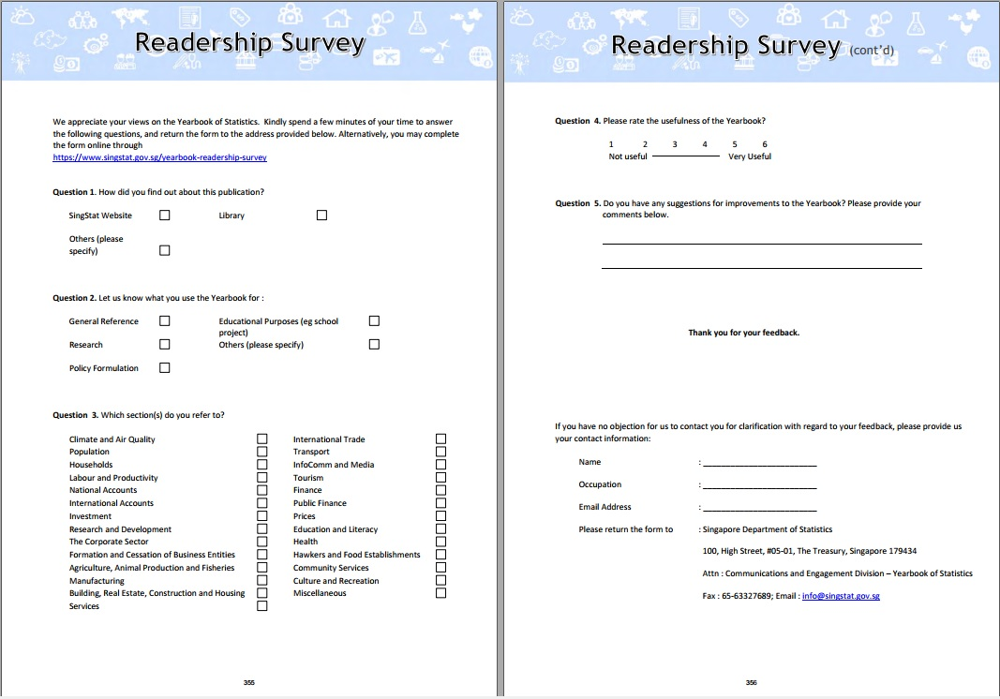 Readership Survey
We appreciate your views on the Yearbook of Statistics.  Kindly spend a few minutes of your time to answer
the following questions, and return the form to the address provided below. Alternatively, you may complete
the form online through
https://www.singstat.gov.sg/yearbook-readership-survey
Question 1. How did you find out about this publication?
SingStat Website Library
Others (please
specify)
Question 2. Let us know what you use the Yearbook for :
General Reference Educational Purposes (eg school
project)
Research Others (please specify)
Policy Formulation
Question  3. Which section(s) do you refer to?
Climate and Air Quality International Trade
Population Transport
Households InfoComm and Media
Labour and Productivity Tourism
National Accounts Finance
International Accounts Public Finance
Investment Prices
Research and Development Education and Literacy
The Corporate Sector Health
Formation and Cessation of Business Entities Hawkers and Food Establishments
Agriculture, Animal Production and Fisheries Community Services
Manufacturing Culture and Recreation
Building, Real Estate, Construction and Housing Miscellaneous
Services
355
Readership Survey (cont'd)
Question  4. Please rate the usefulness of the Yearbook?
1 2 3 4 5 6
Not useful Very Useful
Question  5. Do you have any suggestions for improvements to the Yearbook? Please provide your
comments below.
Thank you for your feedback.
If you have no objection for us to contact you for clarification with regard to your feedback, please provide us
your contact information:
Name : ________________________
Occupation : ________________________
Email Address : ________________________
Please return the form to : Singapore Department of Statistics
100, High Street, #05-01, The Treasury, Singapore 179434
Attn : Communications and Engagement Division – Yearbook of Statistics
Fax : 65-63327689; Email : info@singstat.gov.sg
356